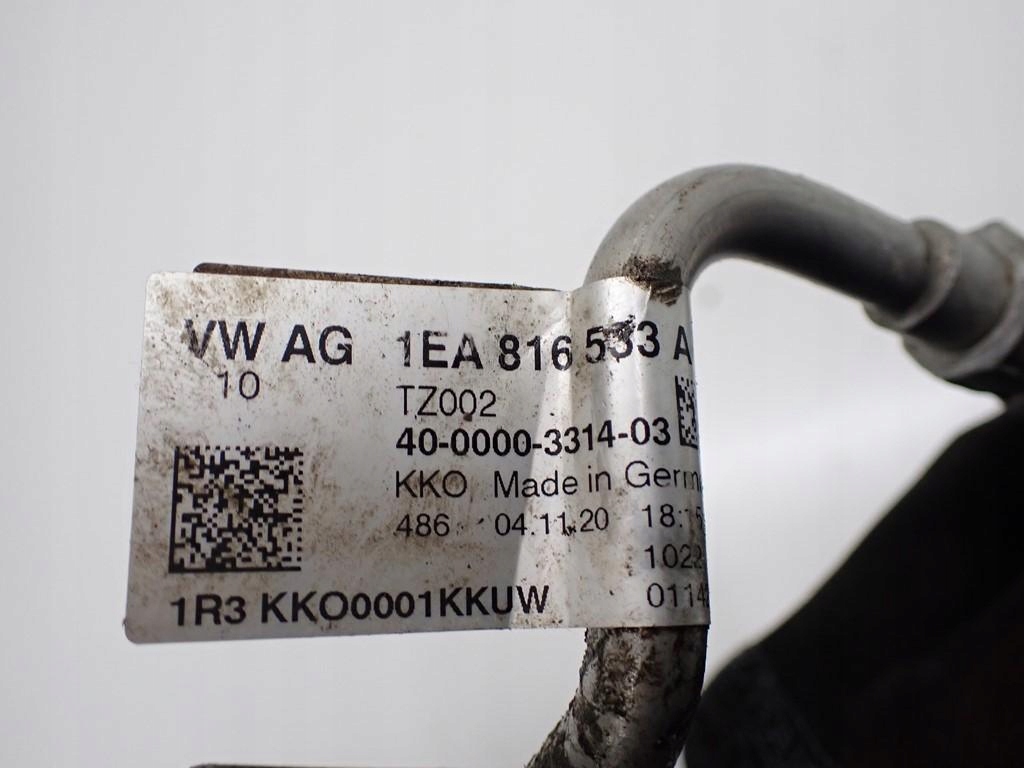 VW AG 1EA 816 533 A
10
TZ002
40-0000-3314-03
KKO Made in
486 04.11.20
1R3 KKO0001KKUW